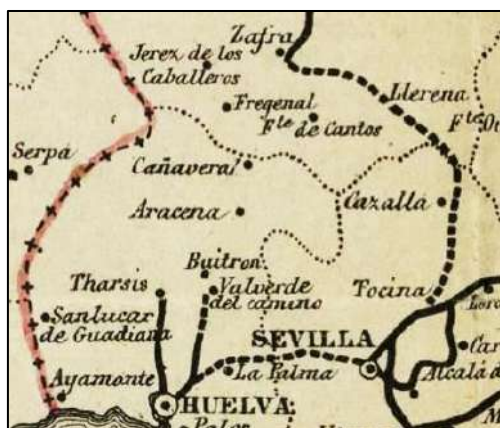 Zafra
Jerez de los
Caballeros
Llerena
Fregenal
Fte
de Cantos
Serpa
Cañaveral
Cazalla
Aracena
Buitron
Tharsis
Valverde
del camino
Tocina
Sanlucar
de Guadiana
SEVILLA
La Palma
Ayamonte
HUELVA